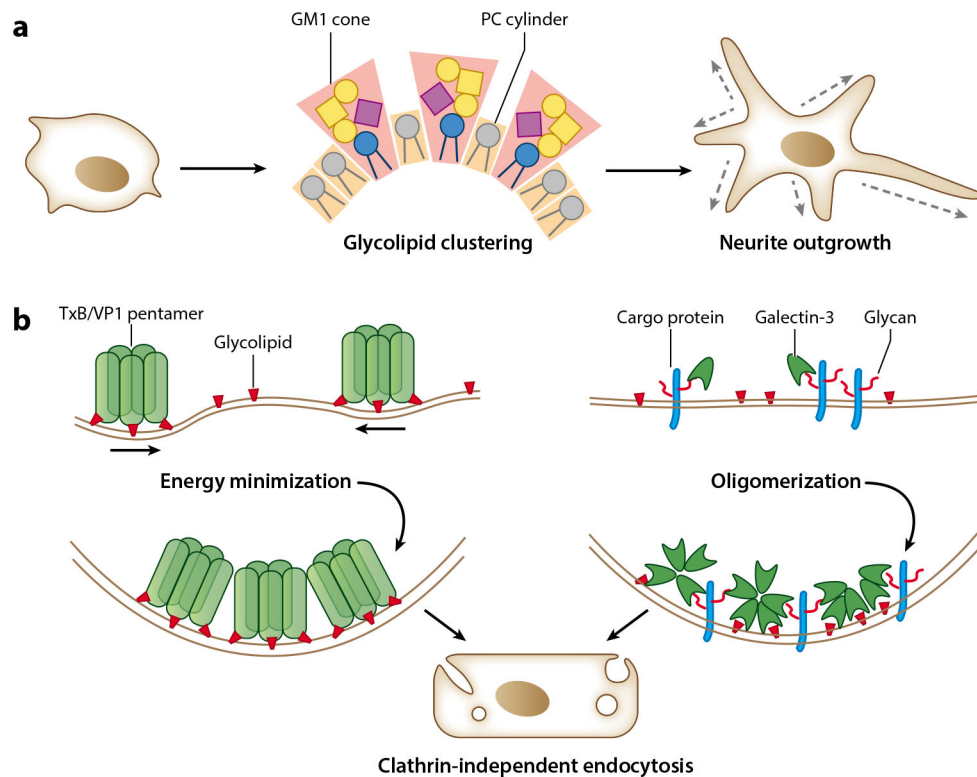 a
GM1 cone
PC cylinder
Glycolipid clustering
Neurite outgrowth
b
TxB/VP1 pentamer
Glycolipid
Cargo protein
Galectin-3
Glycan
Energy minimization
Oligomerization
Clathrin-independent endocytosis